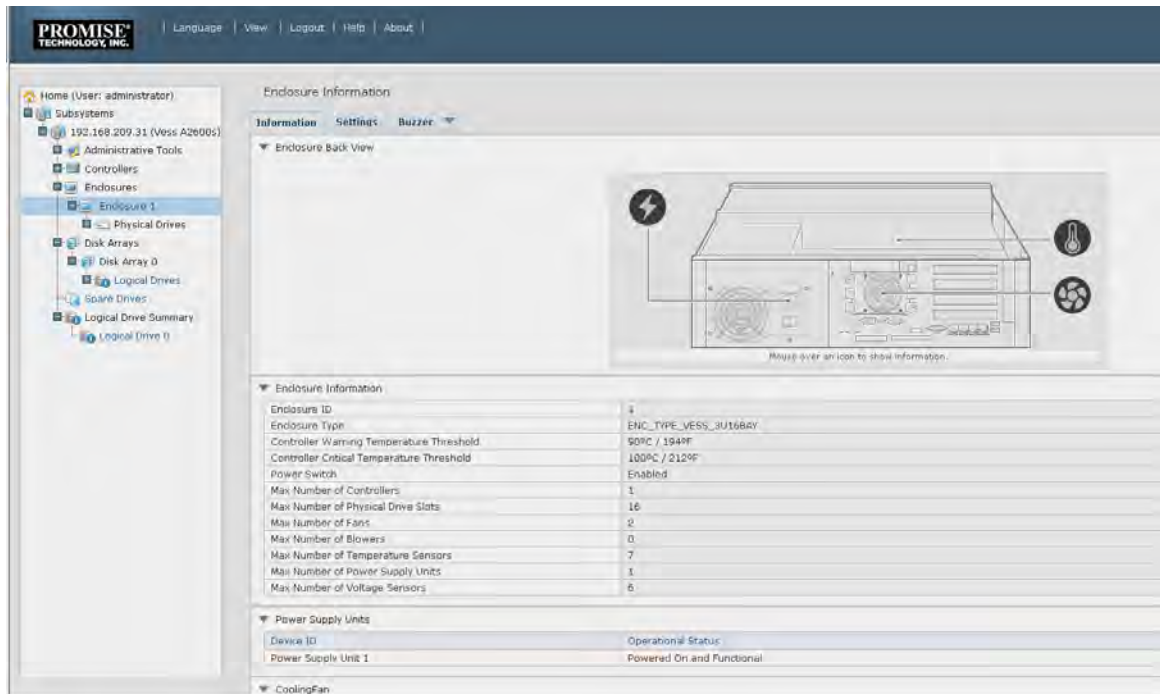 PROMISE®
TECHNOLOGY, INC.
| Language | View | Logout | Help | About |
Home (User: administrator)
Subsystems
192.168.209.31 (Vess A2600s)
Administrative Tools
Controllers
Enclosures
Enclosure 1
Physical Drives
Disk Arrays
Disk Array 0
Logical Drives
Spare Drives
Logical Drive Summary
Logical Drive 0
Enclosure Information
Information Settings Buzzer
Enclosure Back View
Mouse over an icon to show information.
Enclosure Information
Enclosure ID 1
Enclosure Type ENC_TYPE_VESS_3U16BAY
Controller Warning Temperature Threshold 90ºC / 194ºF
Controller Critical Temperature Threshold 100ºC / 212ºF
Power Switch Enabled
Max Number of Controllers 1
Max Number of Physical Drive Slots 16
Max Number of Fans 2
Max Number of Blowers 0
Max Number of Temperature Sensors 7
Max Number of Power Supply Units 1
Max Number of Voltage Sensors 6
Power Supply Units
Device ID Operational Status
Power Supply Unit 1 Powered On and Functional
CoolingFan